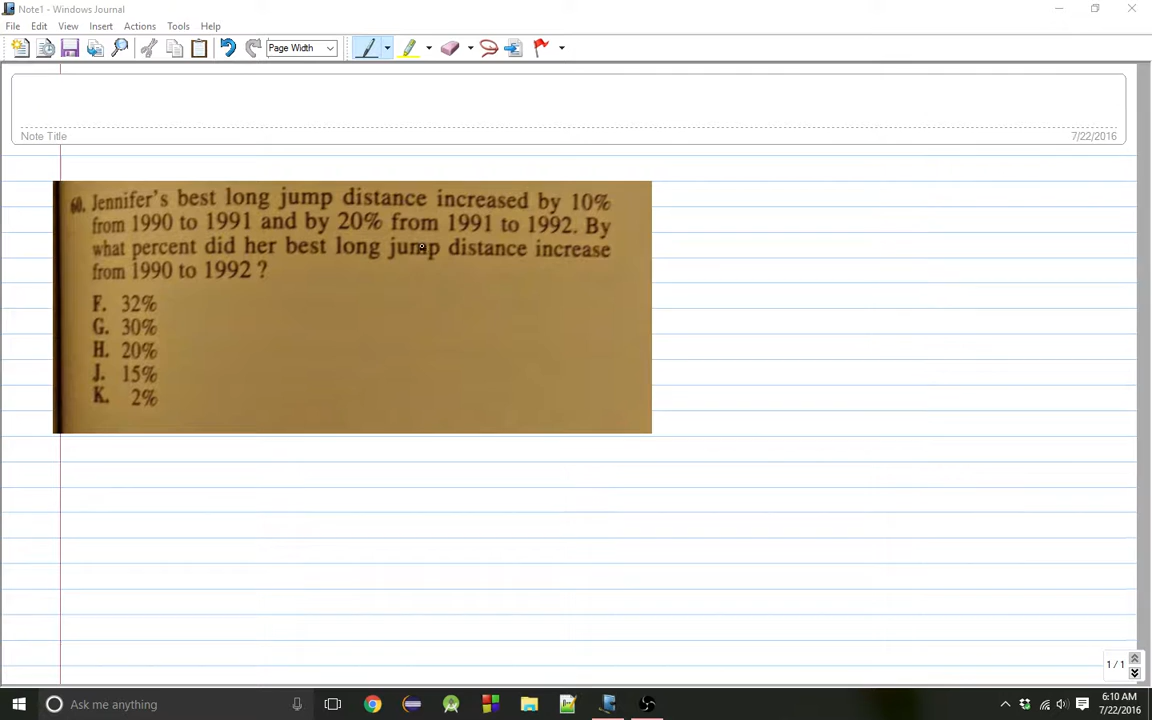 Note1 - Windows Journal
File Edit View Insert Actions Tools Help
Page Width
Note Title
7/22/2016
60. Jennifer's best long jump distance increased by 10%
from 1990 to 1991 and by 20% from 1991 to 1992. By
what percent did her best long jump distance increase
from 1990 to 1992 ?
F. 32%
G. 30%
H. 20%
J. 15%
K. 2%
1 / 1
Ask me anything
6:10 AM
7/22/2016